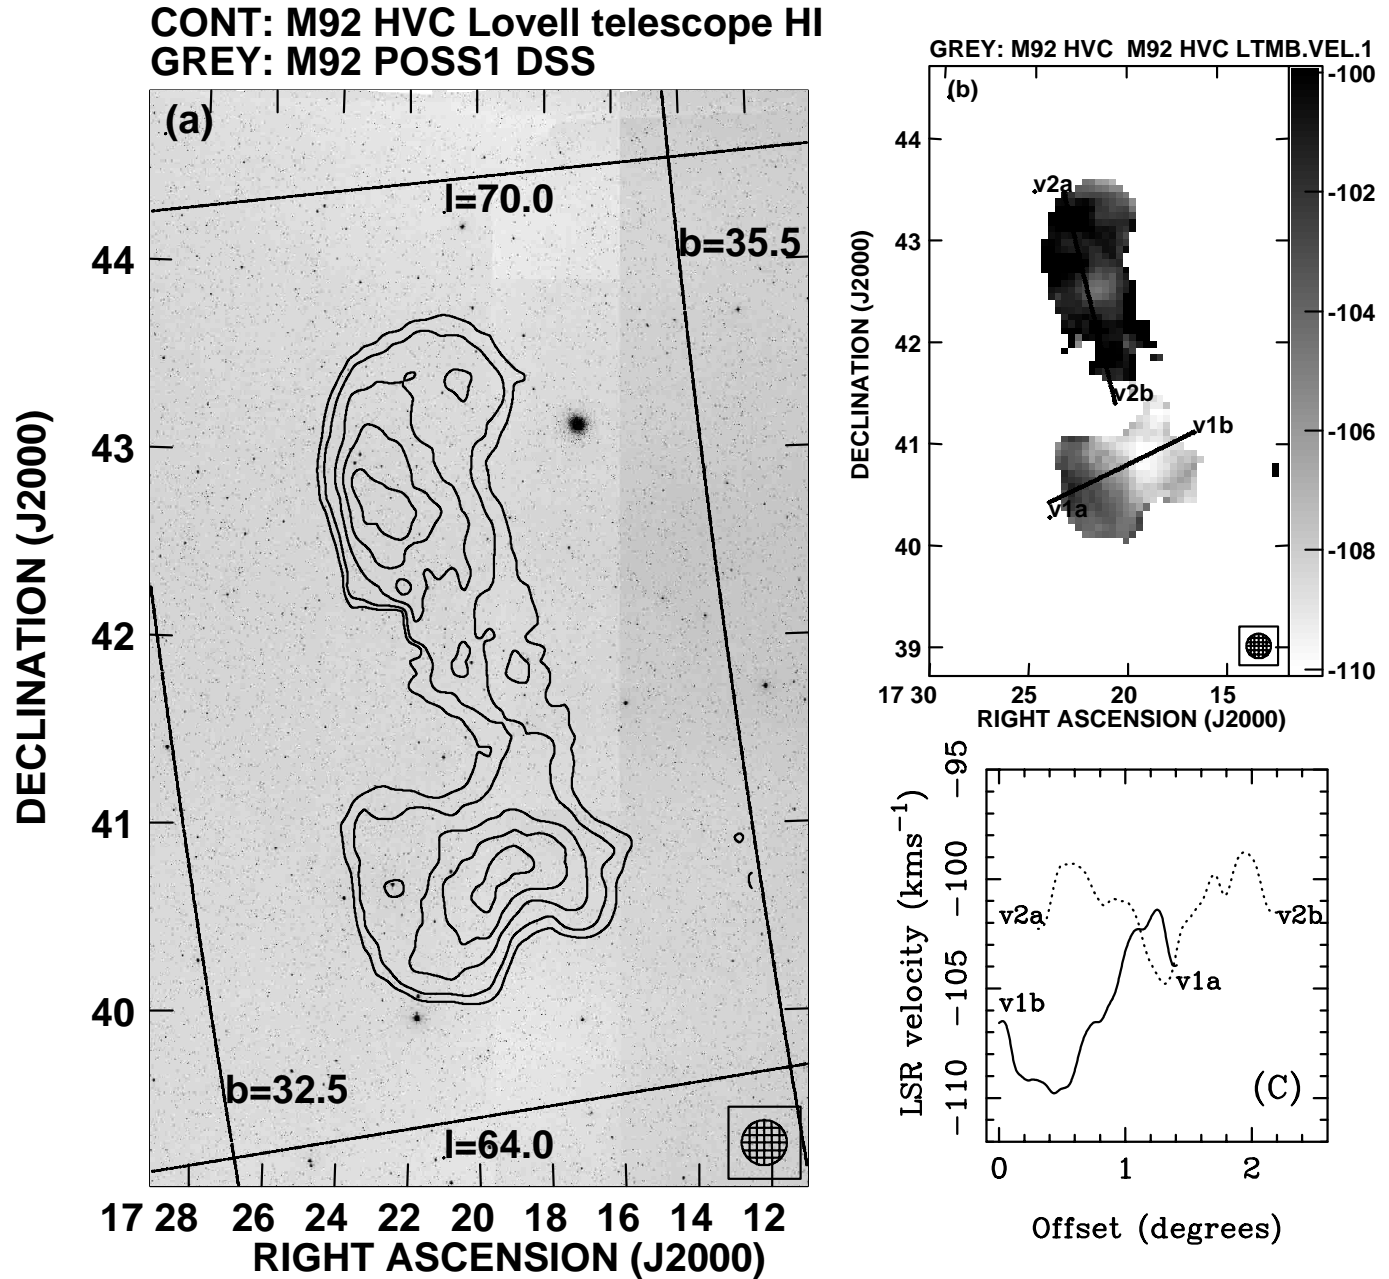 CONT: M92 HVC Lovell telescope HI
GREY: M92 POSS1 DSS
(a)
l=70.0
b=35.5
b=32.5
l=64.0
44
43
42
41
40
DECLINATION (J2000)
17 28 26 24 22 20 18 16 14 12
RIGHT ASCENSION (J2000)
GREY: M92 HVC M92 HVC LTMB.VEL.1
(b)
v2a
v2b
v1b
v1a
44
43
42
41
40
39
DECLINATION (J2000)
17 30 25 20 15
RIGHT ASCENSION (J2000)
-100
-102
-104
-106
-108
-110
−95
−100
−105
−110
LSR velocity (kms−1)
v2a
v2b
v1a
v1b
(C)
0 1 2
Offset (degrees)